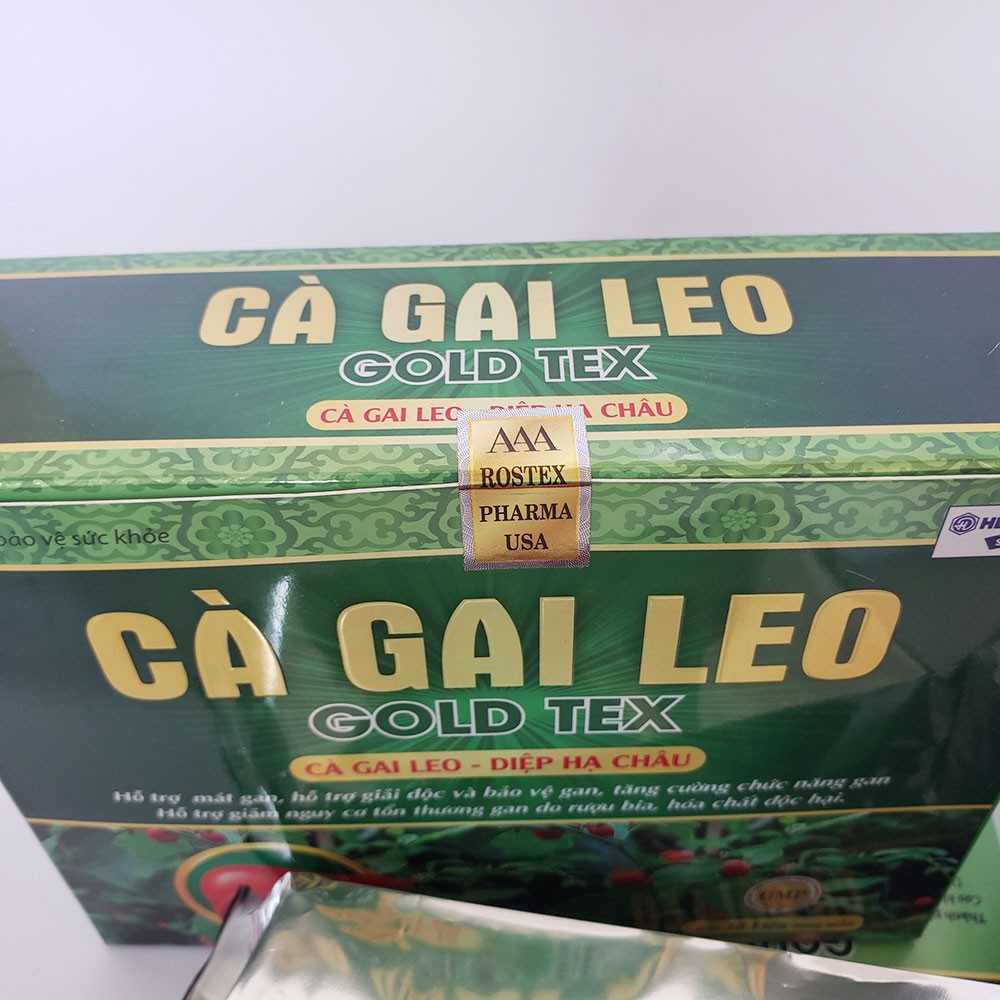 CÀ GAI LEO
GOLD TEX
CÀ GAI LEO - DIỆP HẠ CHÂU
AAA
ROSTEX
PHARMA
USA
bảo vệ sức khỏe
CÀ GAI LEO
GOLD TEX
CÀ GAI LEO - DIỆP HẠ CHÂU
Hỗ trợ mát gan, hỗ trợ giải độc và bảo vệ gan, tăng cường chức năng gan
Hỗ trợ giảm nguy cơ tổn thương gan do rượu bia, hóa chất độc hại.
GMP